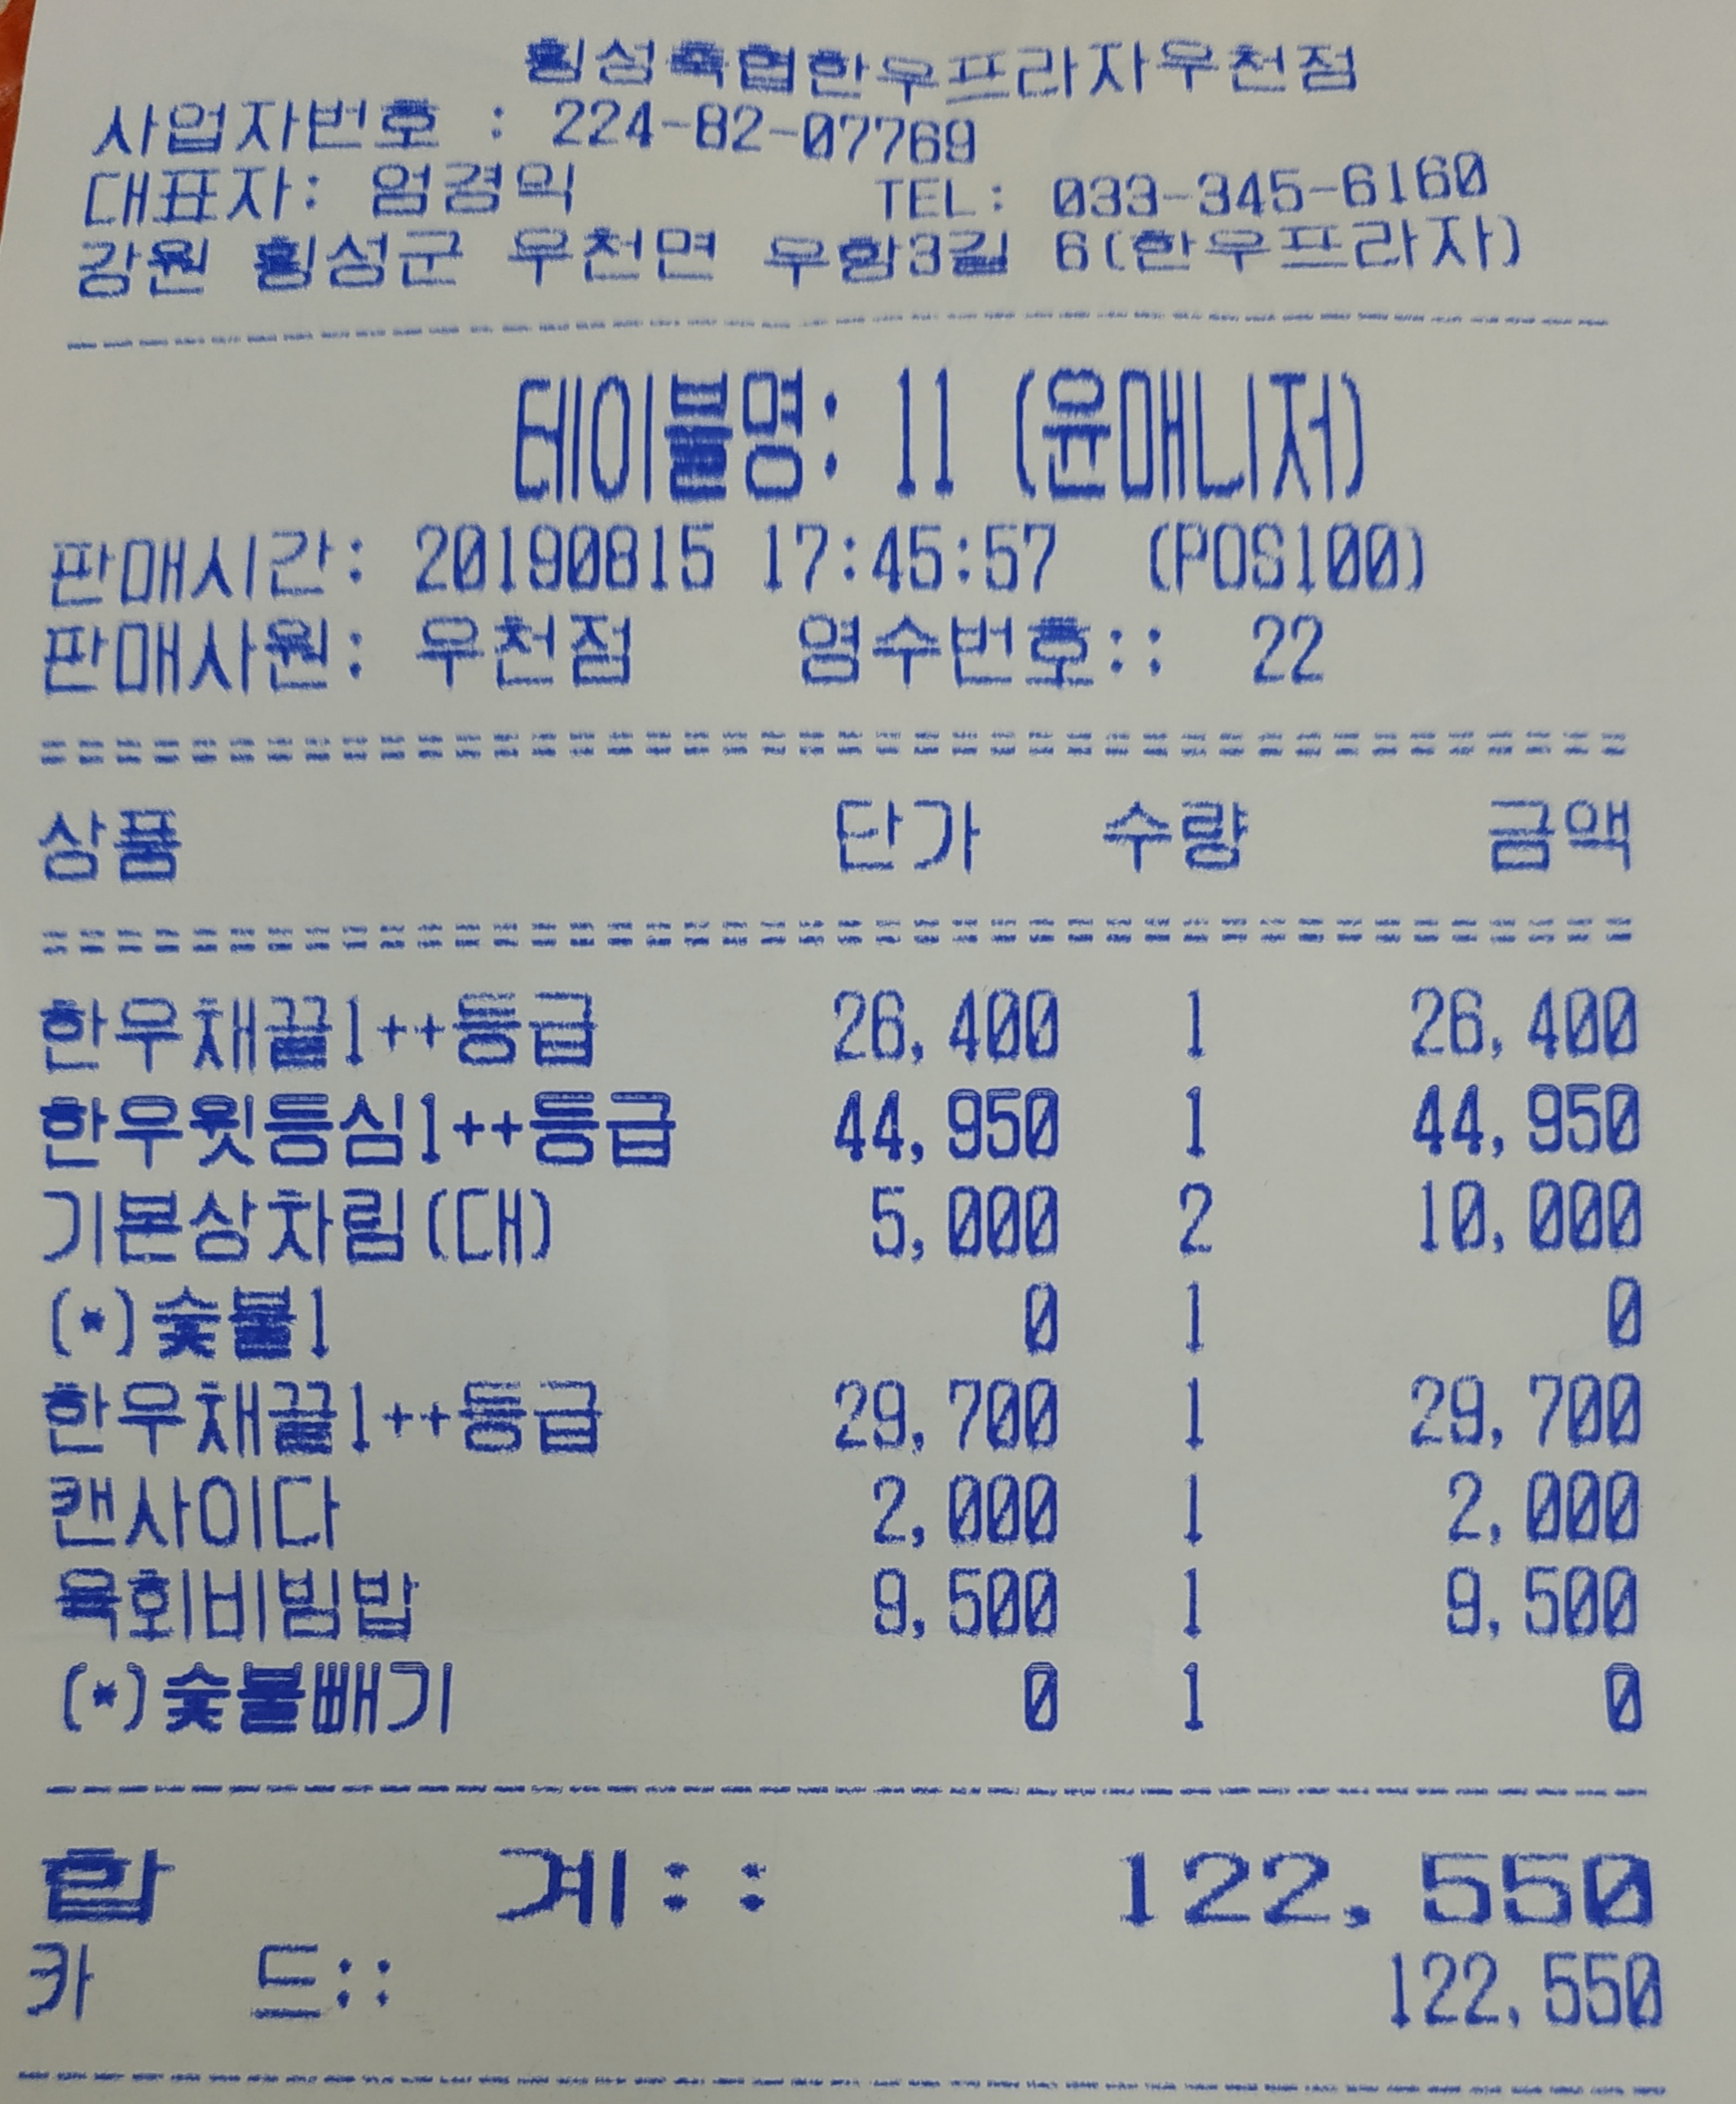 횡성축협한우프라자우천점
사업자번호 : 224-82-07769
대표자: 엄경익 TEL: 033-345-6160
강원 횡성군 우천면 우항3길 6(한우프라자)
테이블명: 11 (윤매니저)
판매시간: 20190815 17:45:57 (POS100)
판매사원: 우천점 영수번호:: 22
상품 단가 수량 금액
한우채끝1++등급 26,400 1 26,400
한우윗등심1++등급 44,950 1 44,950
기본상차림(대) 5,000 2 10,000
(*)숯불1 0 1 0
한우채끝1++등급 29,700 1 29,700
캔사이다 2,000 1 2,000
육회비빔밥 9,500 1 9,500
(*)숯불빼기 0 1 0
합 계:: 122,550
카 드:: 122,550